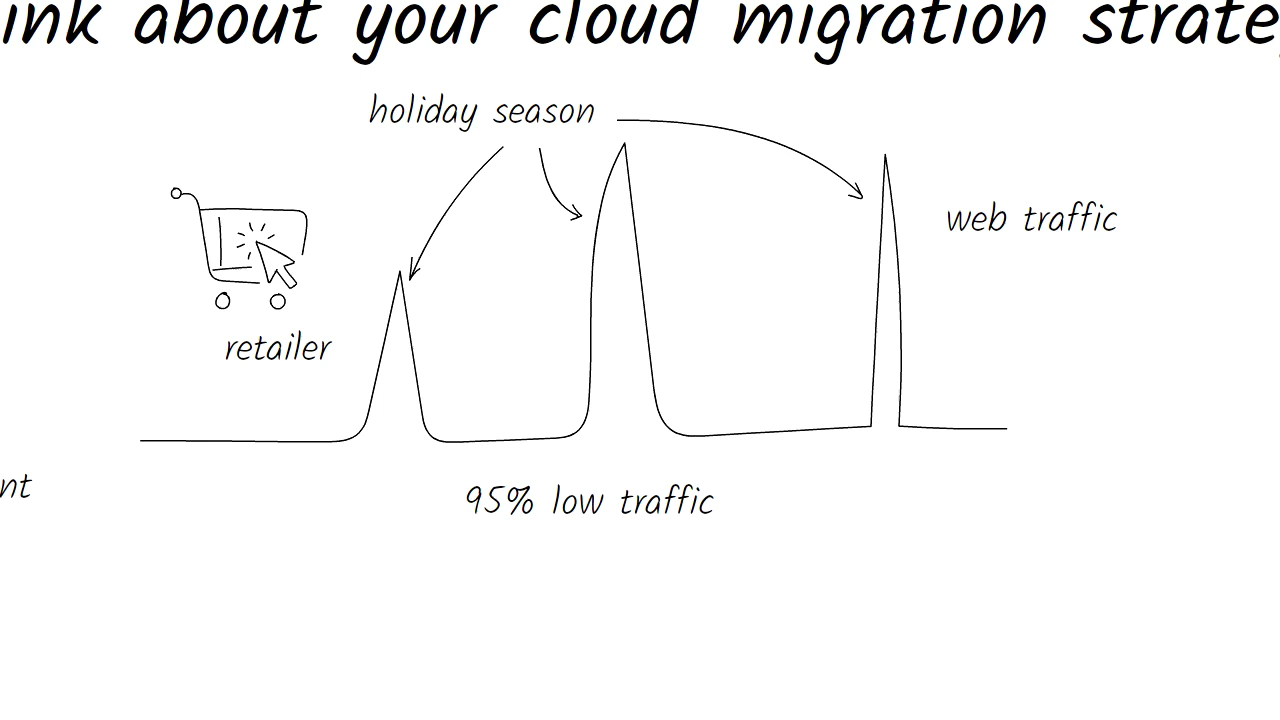 ink about your cloud migration strate
holiday season
web traffic
retailer
nt
95% low traffic